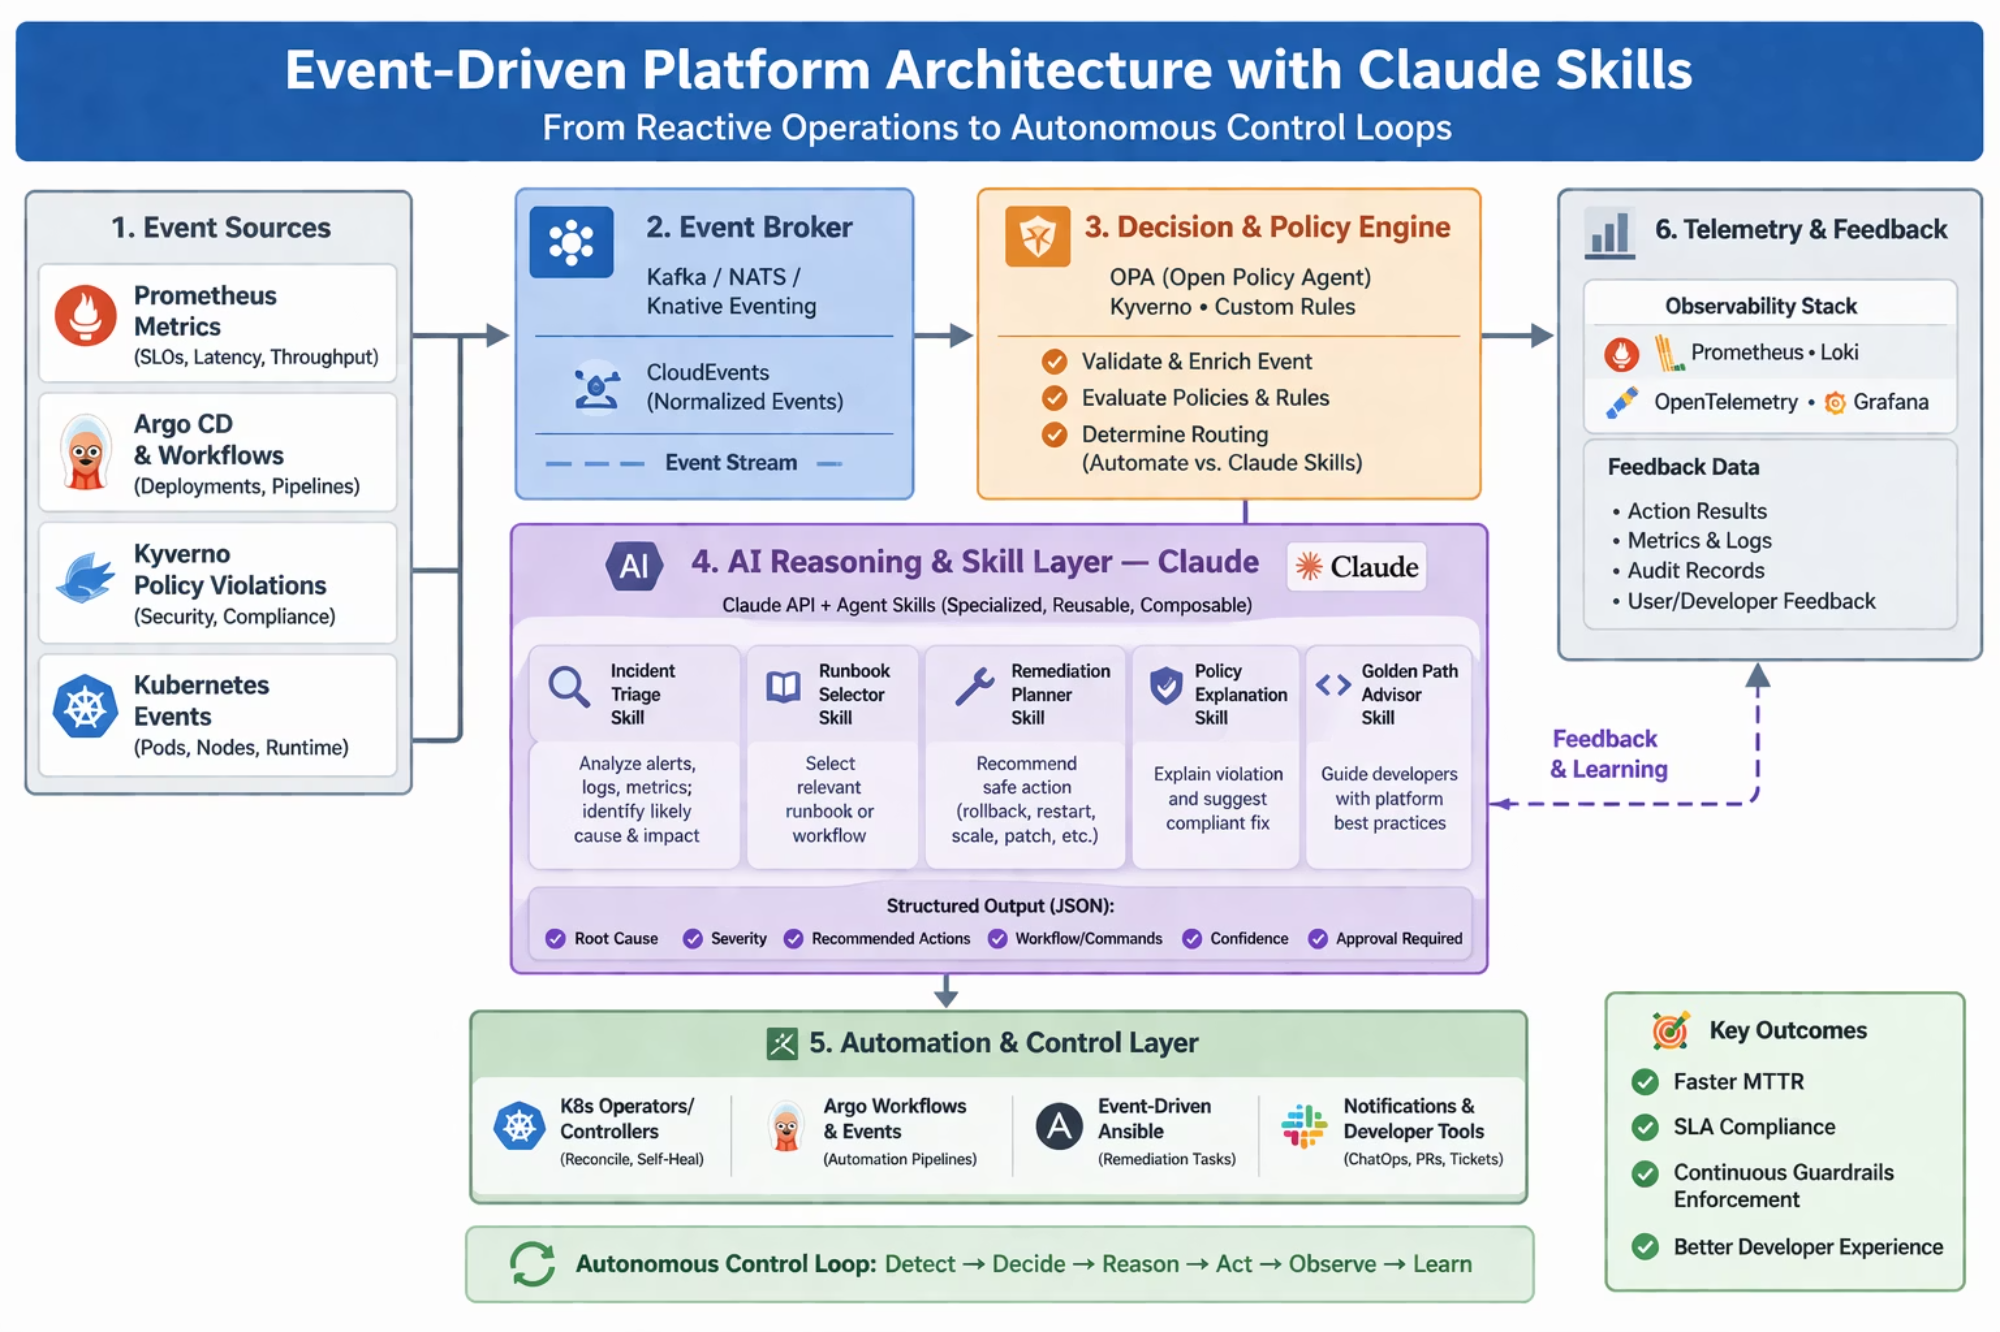 Event-Driven Platform Architecture with Claude Skills
From Reactive Operations to Autonomous Control Loops
1. Event Sources
Prometheus
Metrics
(SLOs, Latency, Throughput)
Argo CD
& Workflows
(Deployments, Pipelines)
Kyverno
Policy Violations
(Security, Compliance)
Kubernetes
Events
(Pods, Nodes, Runtime)
2. Event Broker
Kafka / NATS /
Knative Eventing
CloudEvents
(Normalized Events)
Event Stream
3. Decision & Policy Engine
OPA (Open Policy Agent)
Kyverno • Custom Rules
Validate & Enrich Event
Evaluate Policies & Rules
Determine Routing
(Automate vs. Claude Skills)
6. Telemetry & Feedback
Observability Stack
Prometheus • Loki
OpenTelemetry • Grafana
Feedback Data
• Action Results
• Metrics & Logs
• Audit Records
• User/Developer Feedback
AI
4. AI Reasoning & Skill Layer — Claude
Claude
Claude API + Agent Skills (Specialized, Reusable, Composable)
Incident
Triage
Skill
Analyze alerts,
logs, metrics;
identify likely
cause & impact
Runbook
Selector
Skill
Select
relevant
runbook or
workflow
Remediation
Planner
Skill
Recommend
safe action
(rollback, restart,
scale, patch, etc.)
Policy
Explanation
Skill
Explain violation
and suggest
compliant fix
Golden Path
Advisor
Skill
Guide developers
with platform
best practices
Structured Output (JSON):
Root Cause
Severity
Recommended Actions
Workflow/Commands
Confidence
Approval Required
Feedback
& Learning
5. Automation & Control Layer
K8s Operators/
Controllers
(Reconcile, Self-Heal)
Argo Workflows
& Events
(Automation Pipelines)
A
Event-Driven
Ansible
(Remediation Tasks)
Notifications &
Developer Tools
(ChatOps, PRs, Tickets)
Key Outcomes
Faster MTTR
SLA Compliance
Continuous Guardrails
Enforcement
Better Developer Experience
Autonomous Control Loop: Detect → Decide → Reason → Act → Observe → Learn